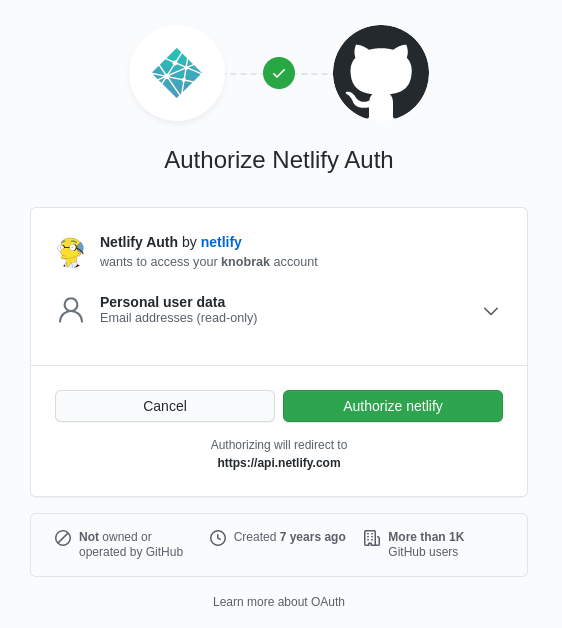 Authorize Netlify Auth
Netlify Auth by netlify
wants to access your knobrak account
Personal user data
Email addresses (read-only)
Cancel
Authorize netlify
Authorizing will redirect to
https://api.netlify.com
Not owned or
operated by GitHub
Created 7 years ago
More than 1K
GitHub users
Learn more about OAuth